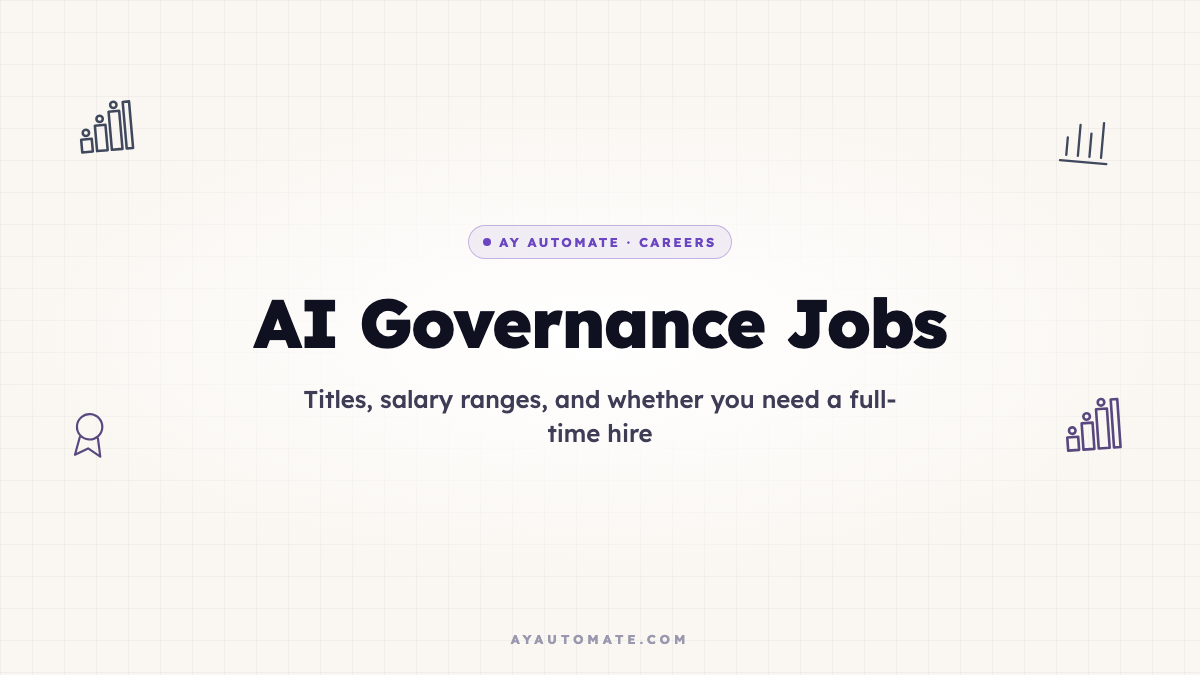 AY AUTOMATE · CAREERS
AI Governance Jobs
Titles, salary ranges, and whether you need a full-
time hire
AYAUTOMATE.COM